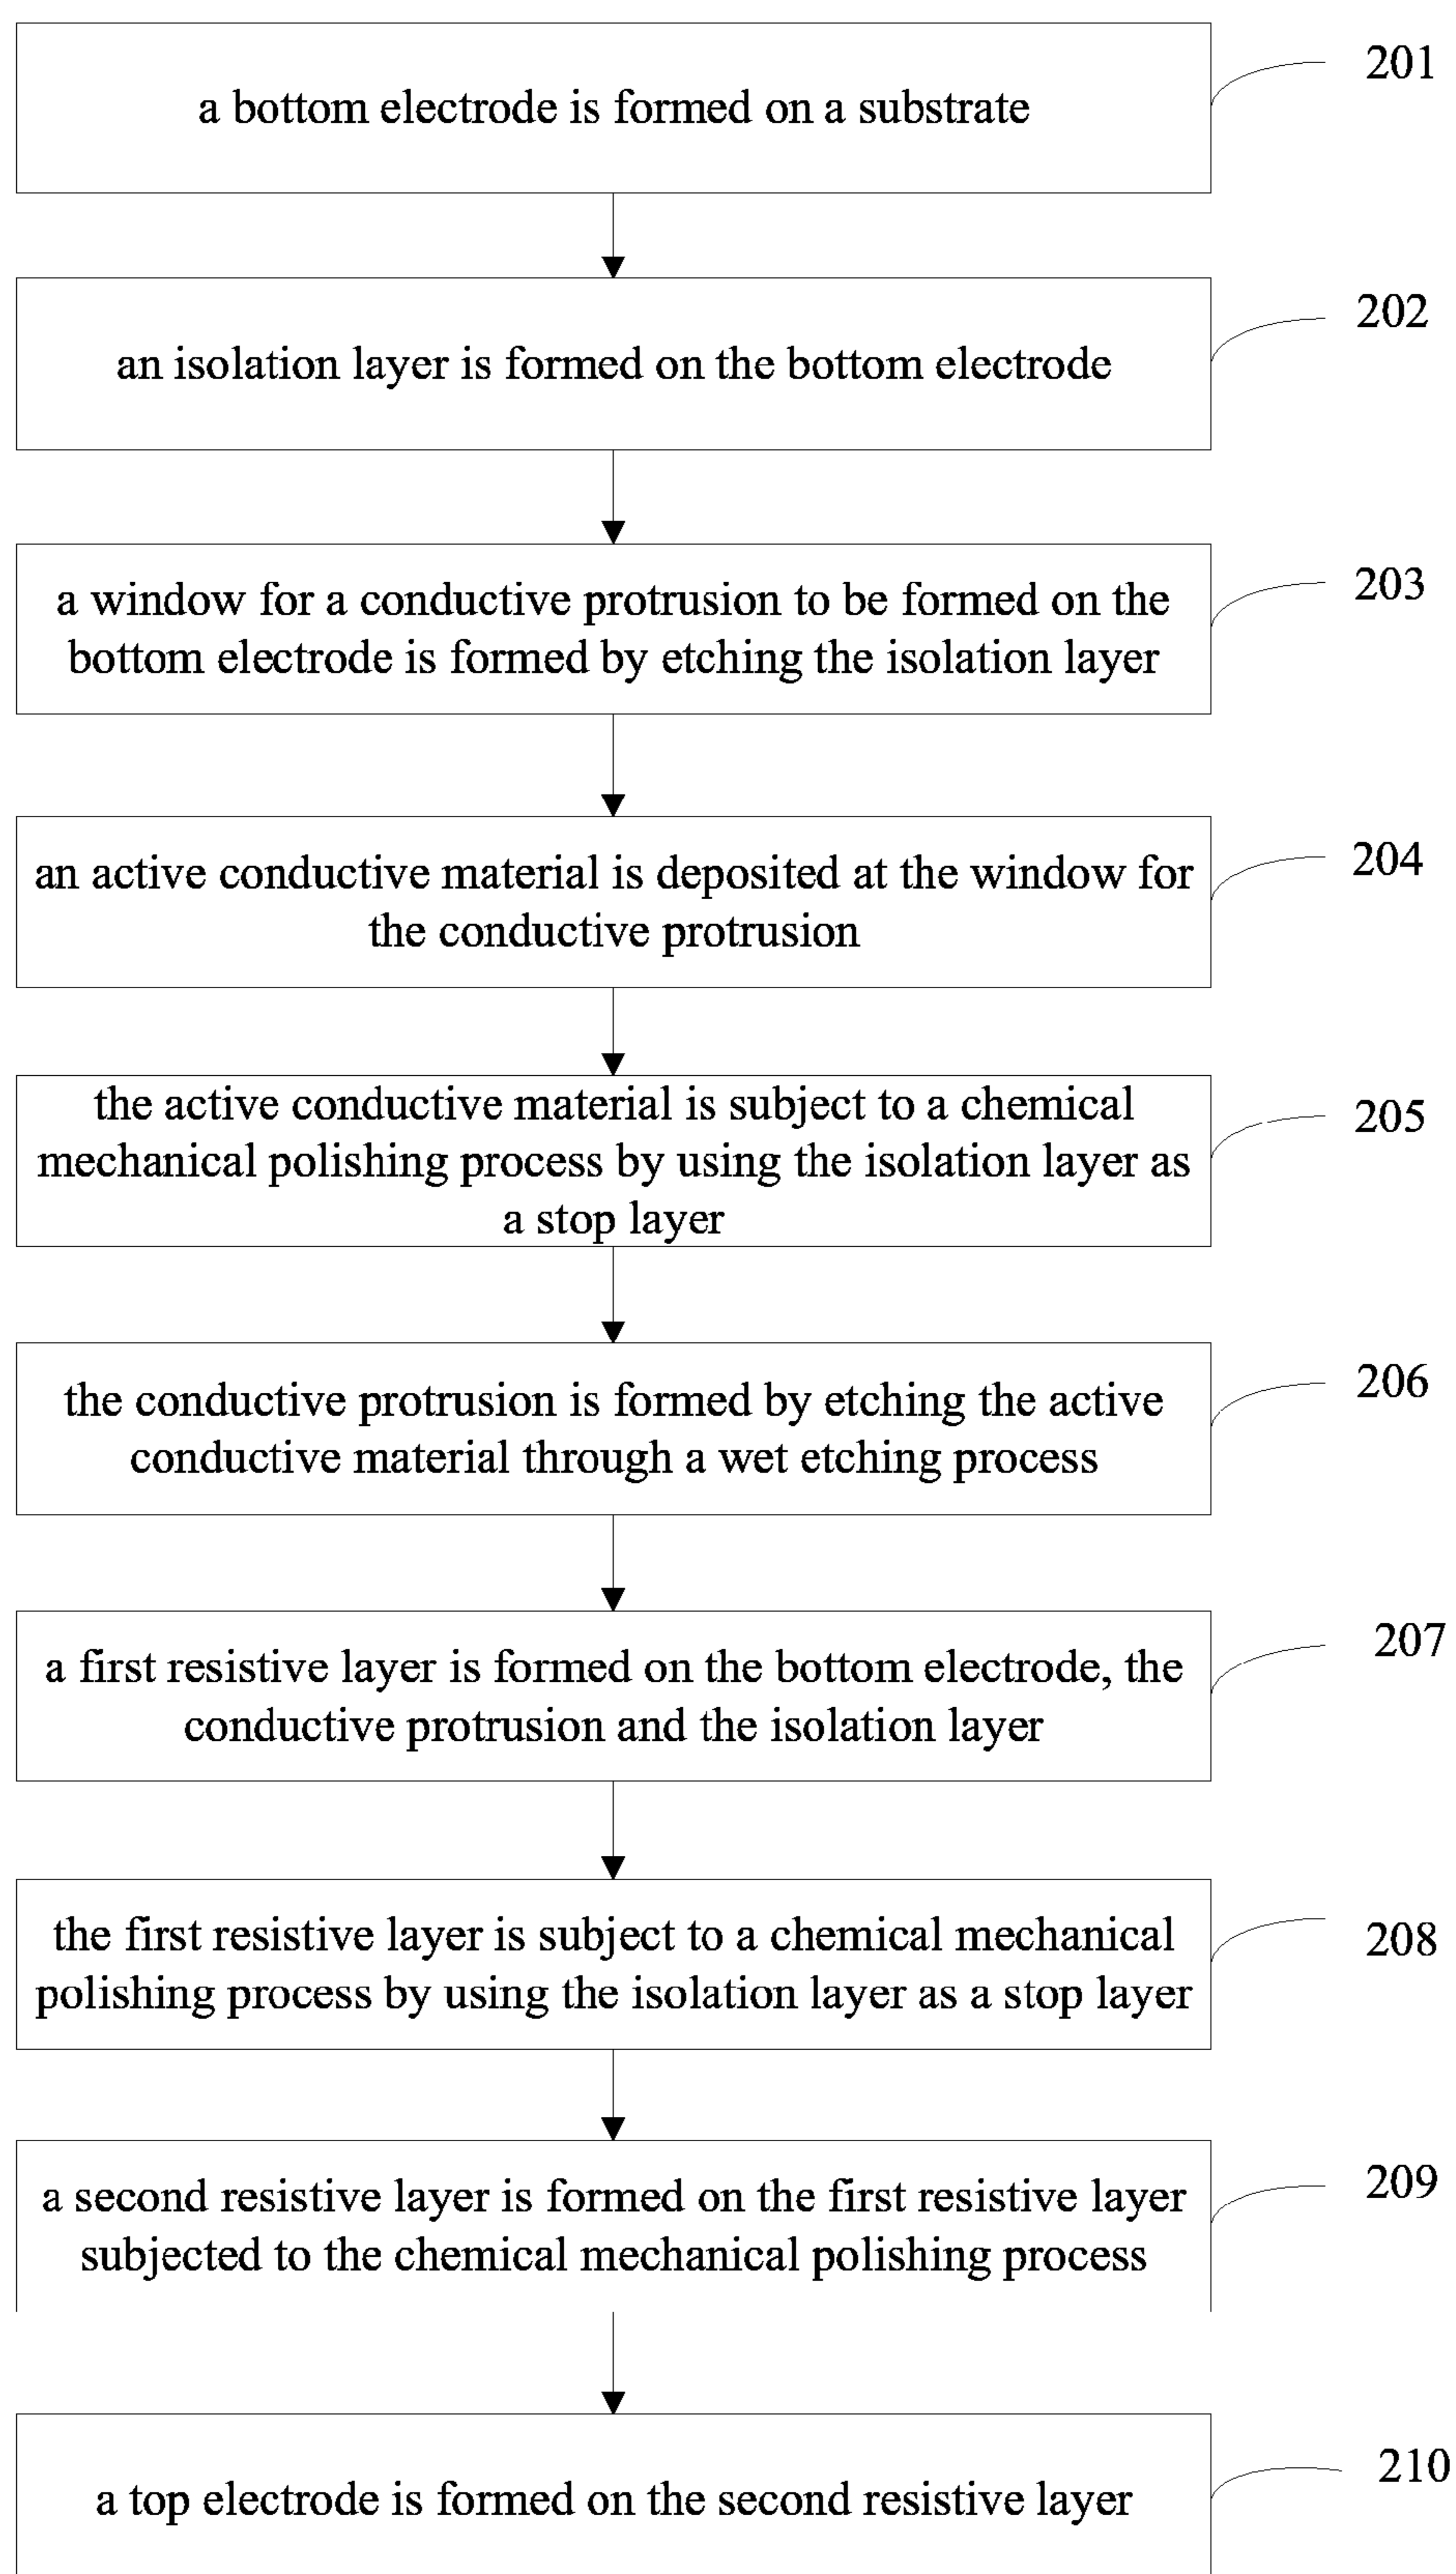 a bottom electrode is formed on a substrate
201
an isolation layer is formed on the bottom electrode
202
a window for a conductive protrusion to be formed on the
bottom electrode is formed by etching the isolation layer
203
an active conductive material is deposited at the window for
the conductive protrusion
204
the active conductive material is subject to a chemical
mechanical polishing process by using the isolation layer as
a stop layer
205
the conductive protrusion is formed by etching the active
conductive material through a wet etching process
206
a first resistive layer is formed on the bottom electrode, the
conductive protrusion and the isolation layer
207
the first resistive layer is subject to a chemical mechanical
polishing process by using the isolation layer as a stop layer
208
a second resistive layer is formed on the first resistive layer
subjected to the chemical mechanical polishing process
209
a top electrode is formed on the second resistive layer
210